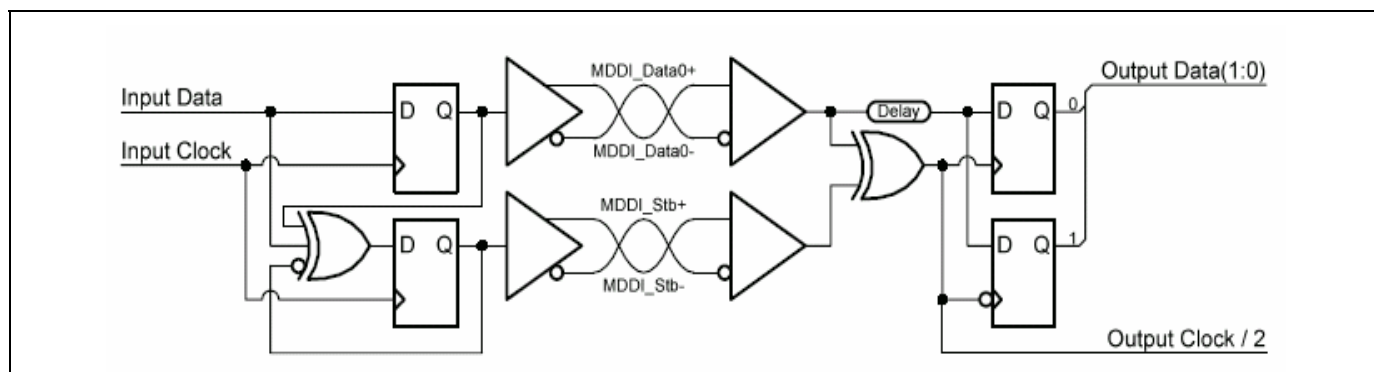 Input Data
Input Clock
D Q
D Q
MDDI_Data0+
MDDI_Data0-
MDDI_Stb+
MDDI_Stb-
Delay
D Q
D Q
0
1
Output Data(1:0)
Output Clock / 2